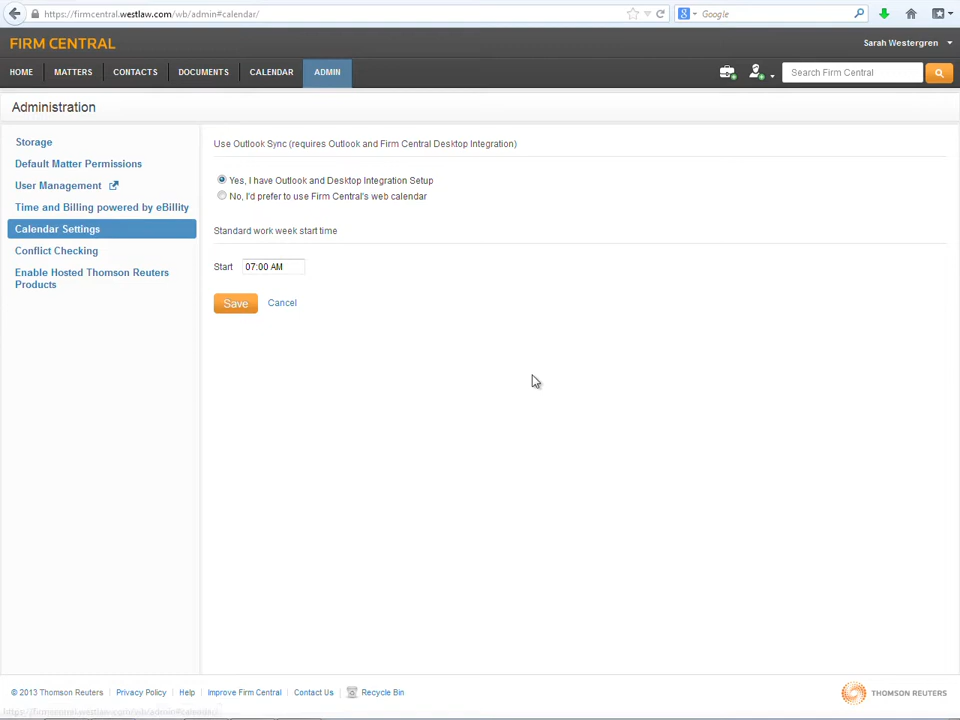 https://firmcentral.westlaw.com/wb/admin#calendar/
Google
FIRM CENTRAL
Sarah Westergren
HOME MATTERS CONTACTS DOCUMENTS CALENDAR ADMIN
Search Firm Central
Administration
Storage
Default Matter Permissions
User Management
Time and Billing powered by eBillity
Calendar Settings
Conflict Checking
Enable Hosted Thomson Reuters
Products
Use Outlook Sync (requires Outlook and Firm Central Desktop Integration)
Yes, I have Outlook and Desktop Integration Setup
No, I'd prefer to use Firm Central's web calendar
Standard work week start time
Start 07:00 AM
Save Cancel
© 2013 Thomson Reuters Privacy Policy Help Improve Firm Central Contact Us Recycle Bin
THOMSON REUTERS